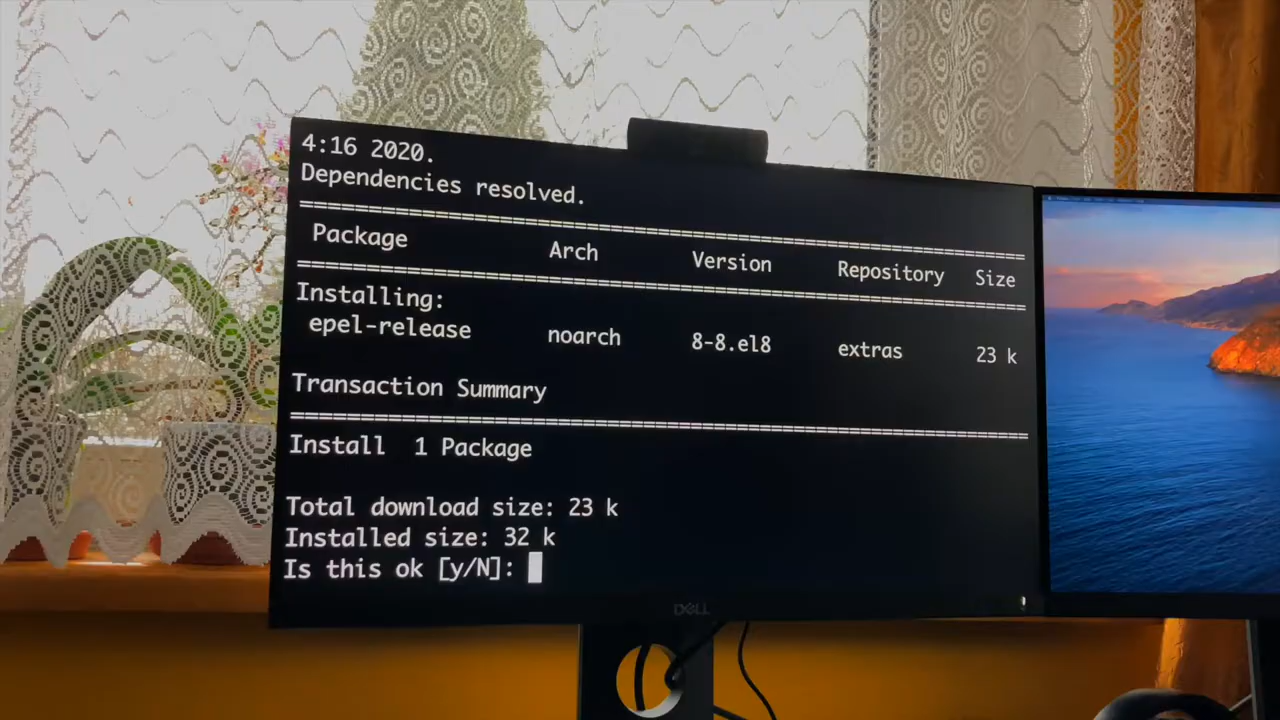 4:16 2020.
Dependencies resolved.
================================================================================
Package Arch Version Repository Size
================================================================================
Installing:
epel-release noarch 8-8.el8 extras 23 k
Transaction Summary
================================================================================
Install 1 Package
Total download size: 23 k
Installed size: 32 k
Is this ok [y/N]:
DELL